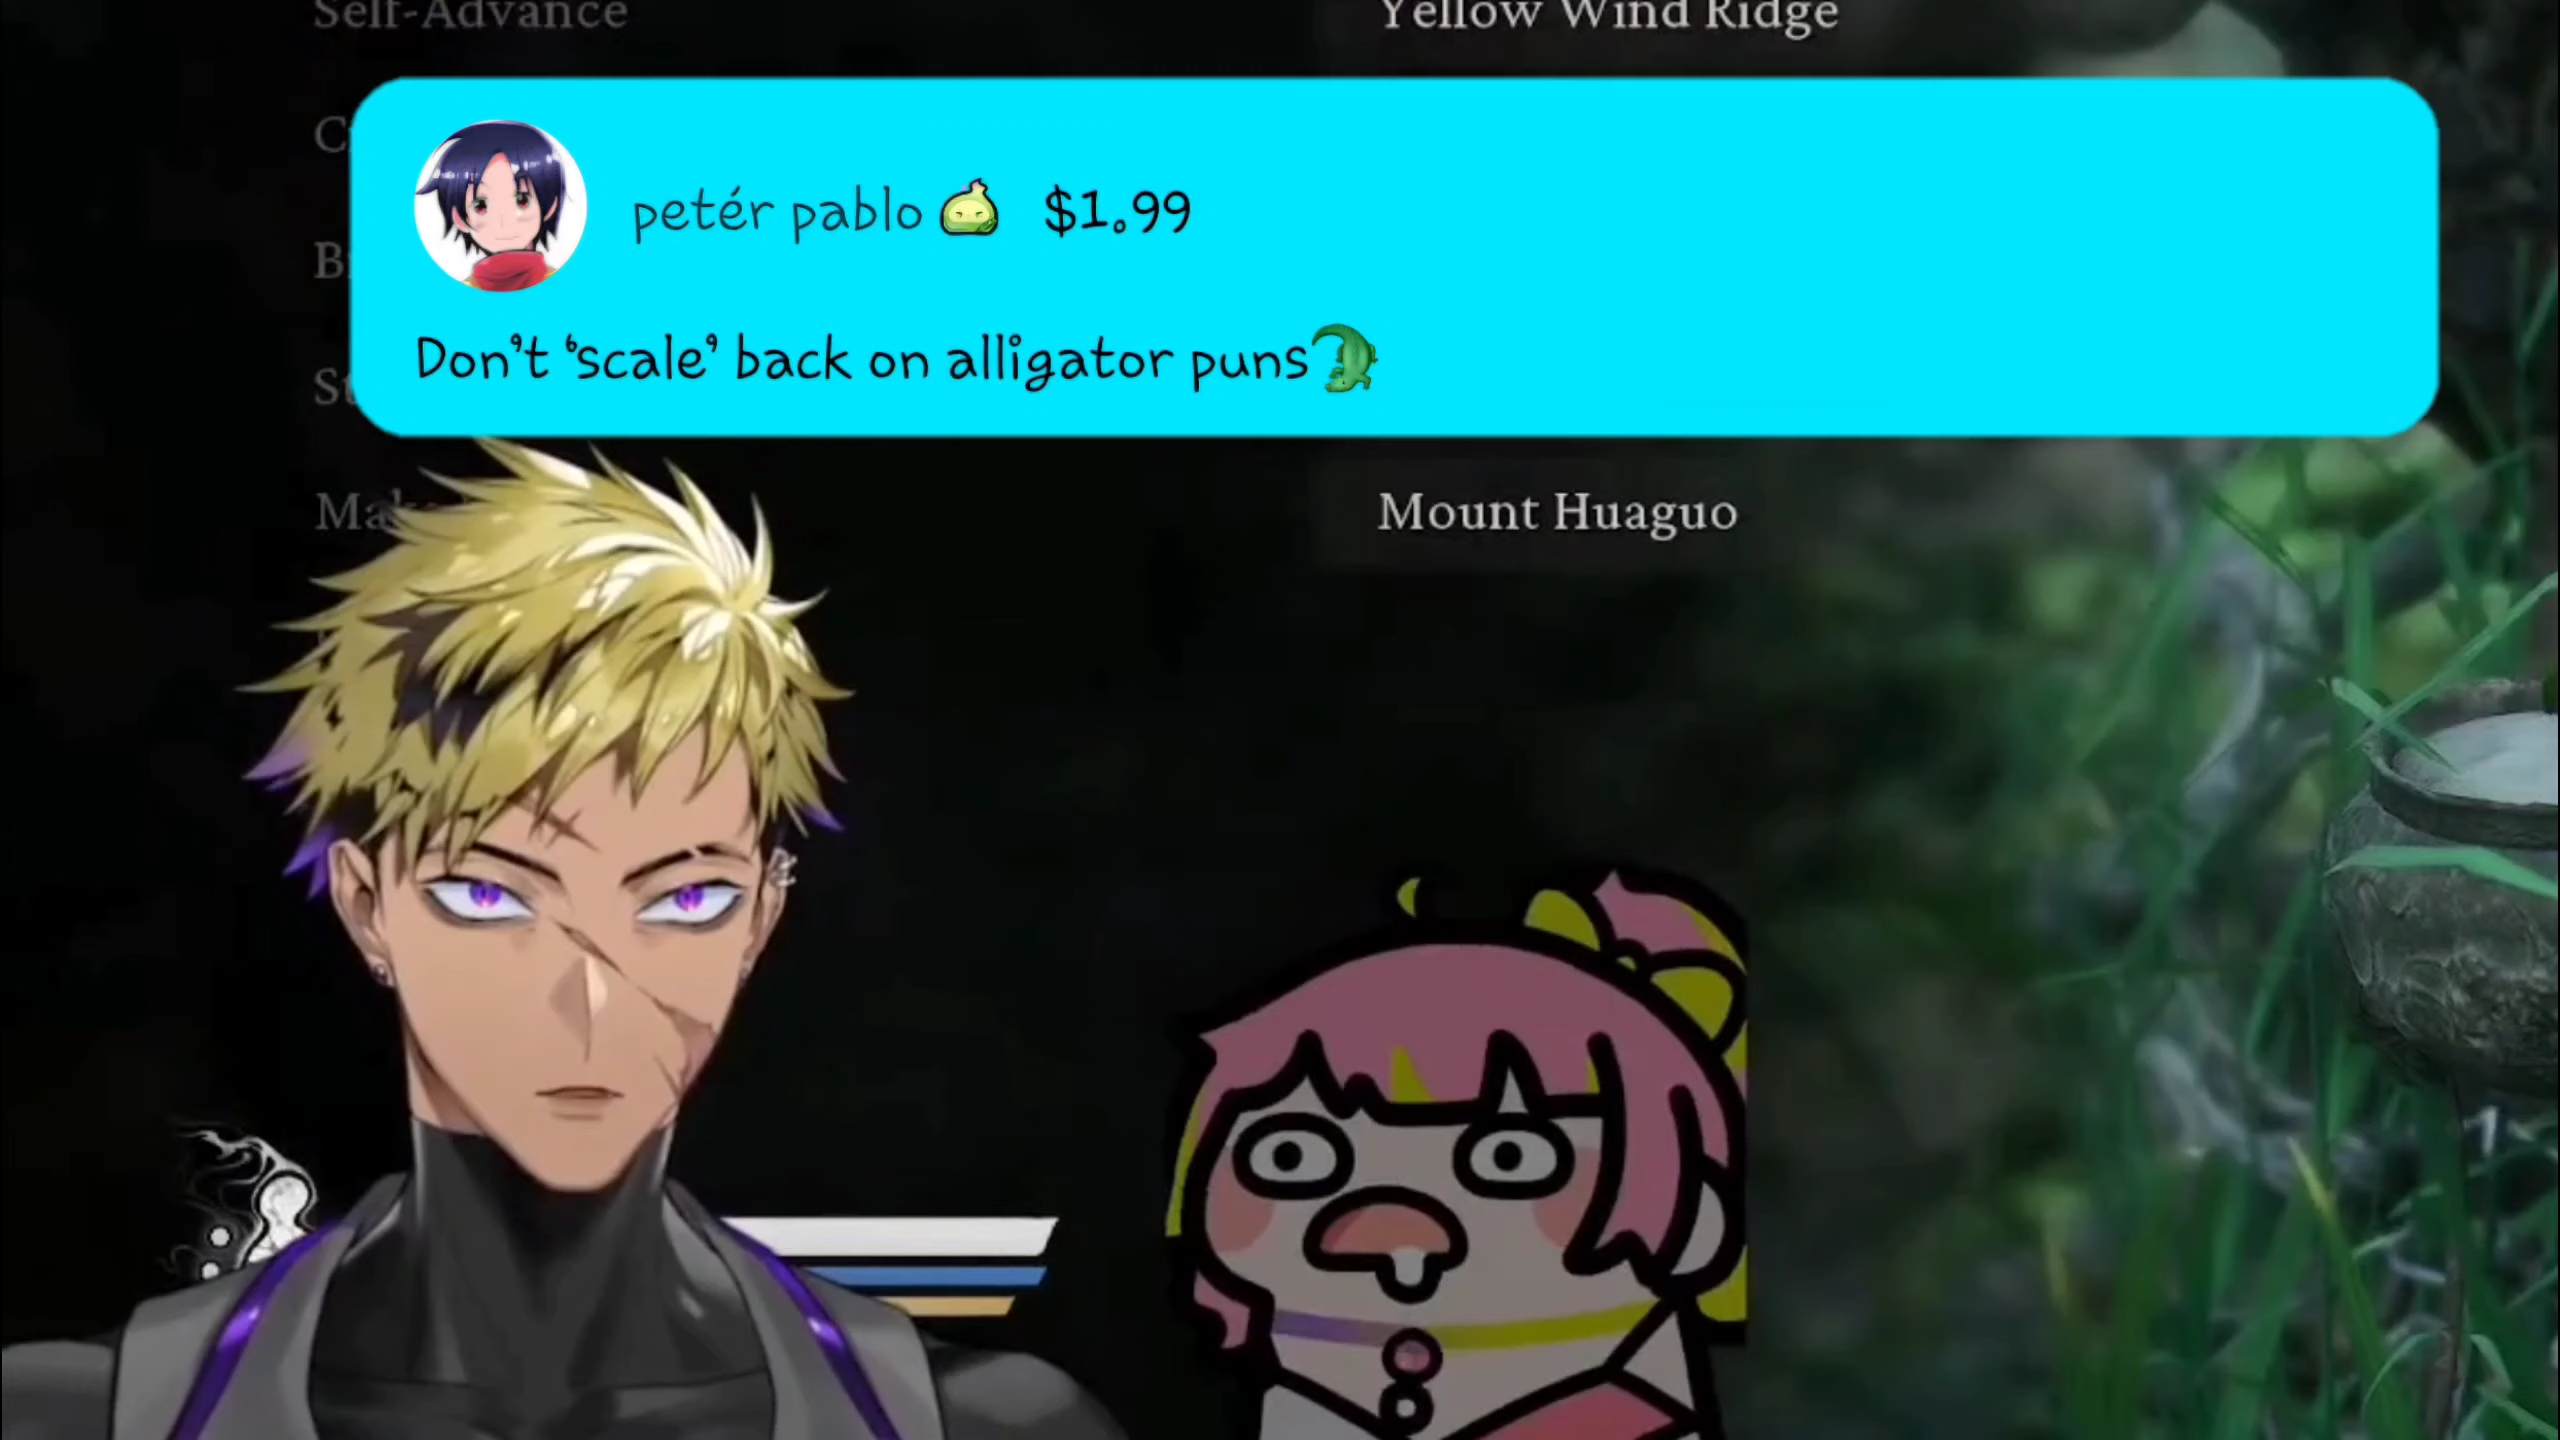 Self-Advance
Yellow Wind Ridge
petér pablo $1.99
Don't 'scale' back on alligator puns
Mount Huaguo